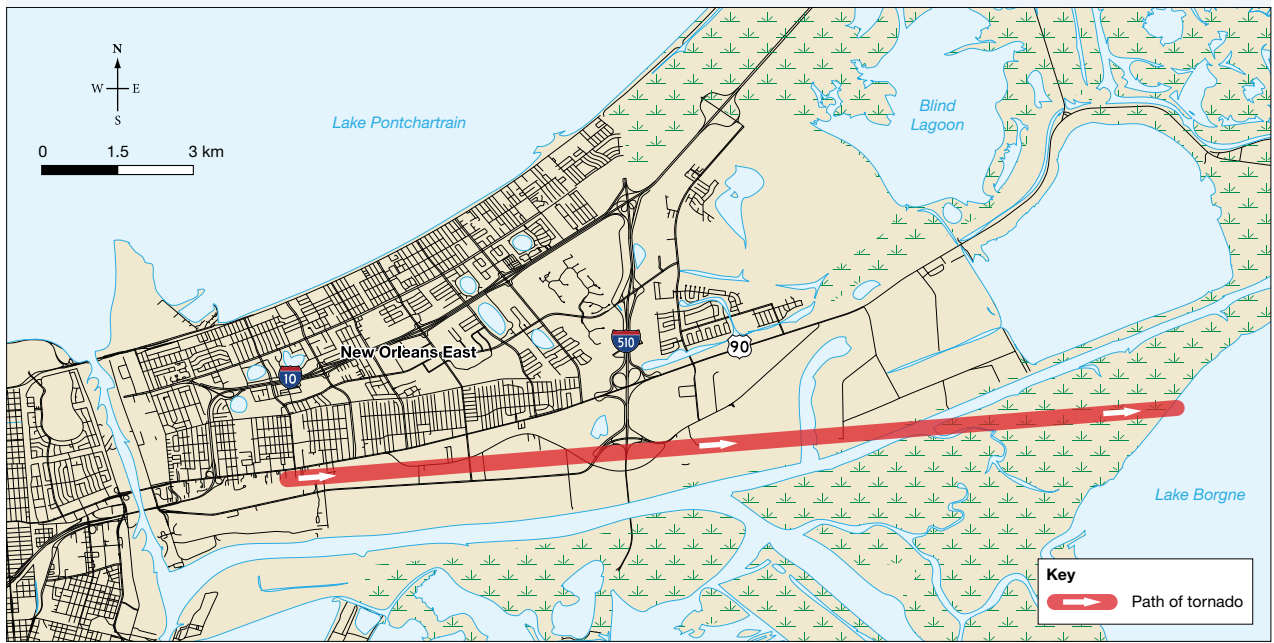 N
W E
S
0 1.5 3 km
Lake Pontchartrain
Blind
Lagoon
New Orleans East
10
510
90
Lake Borgne
Key
Path of tornado